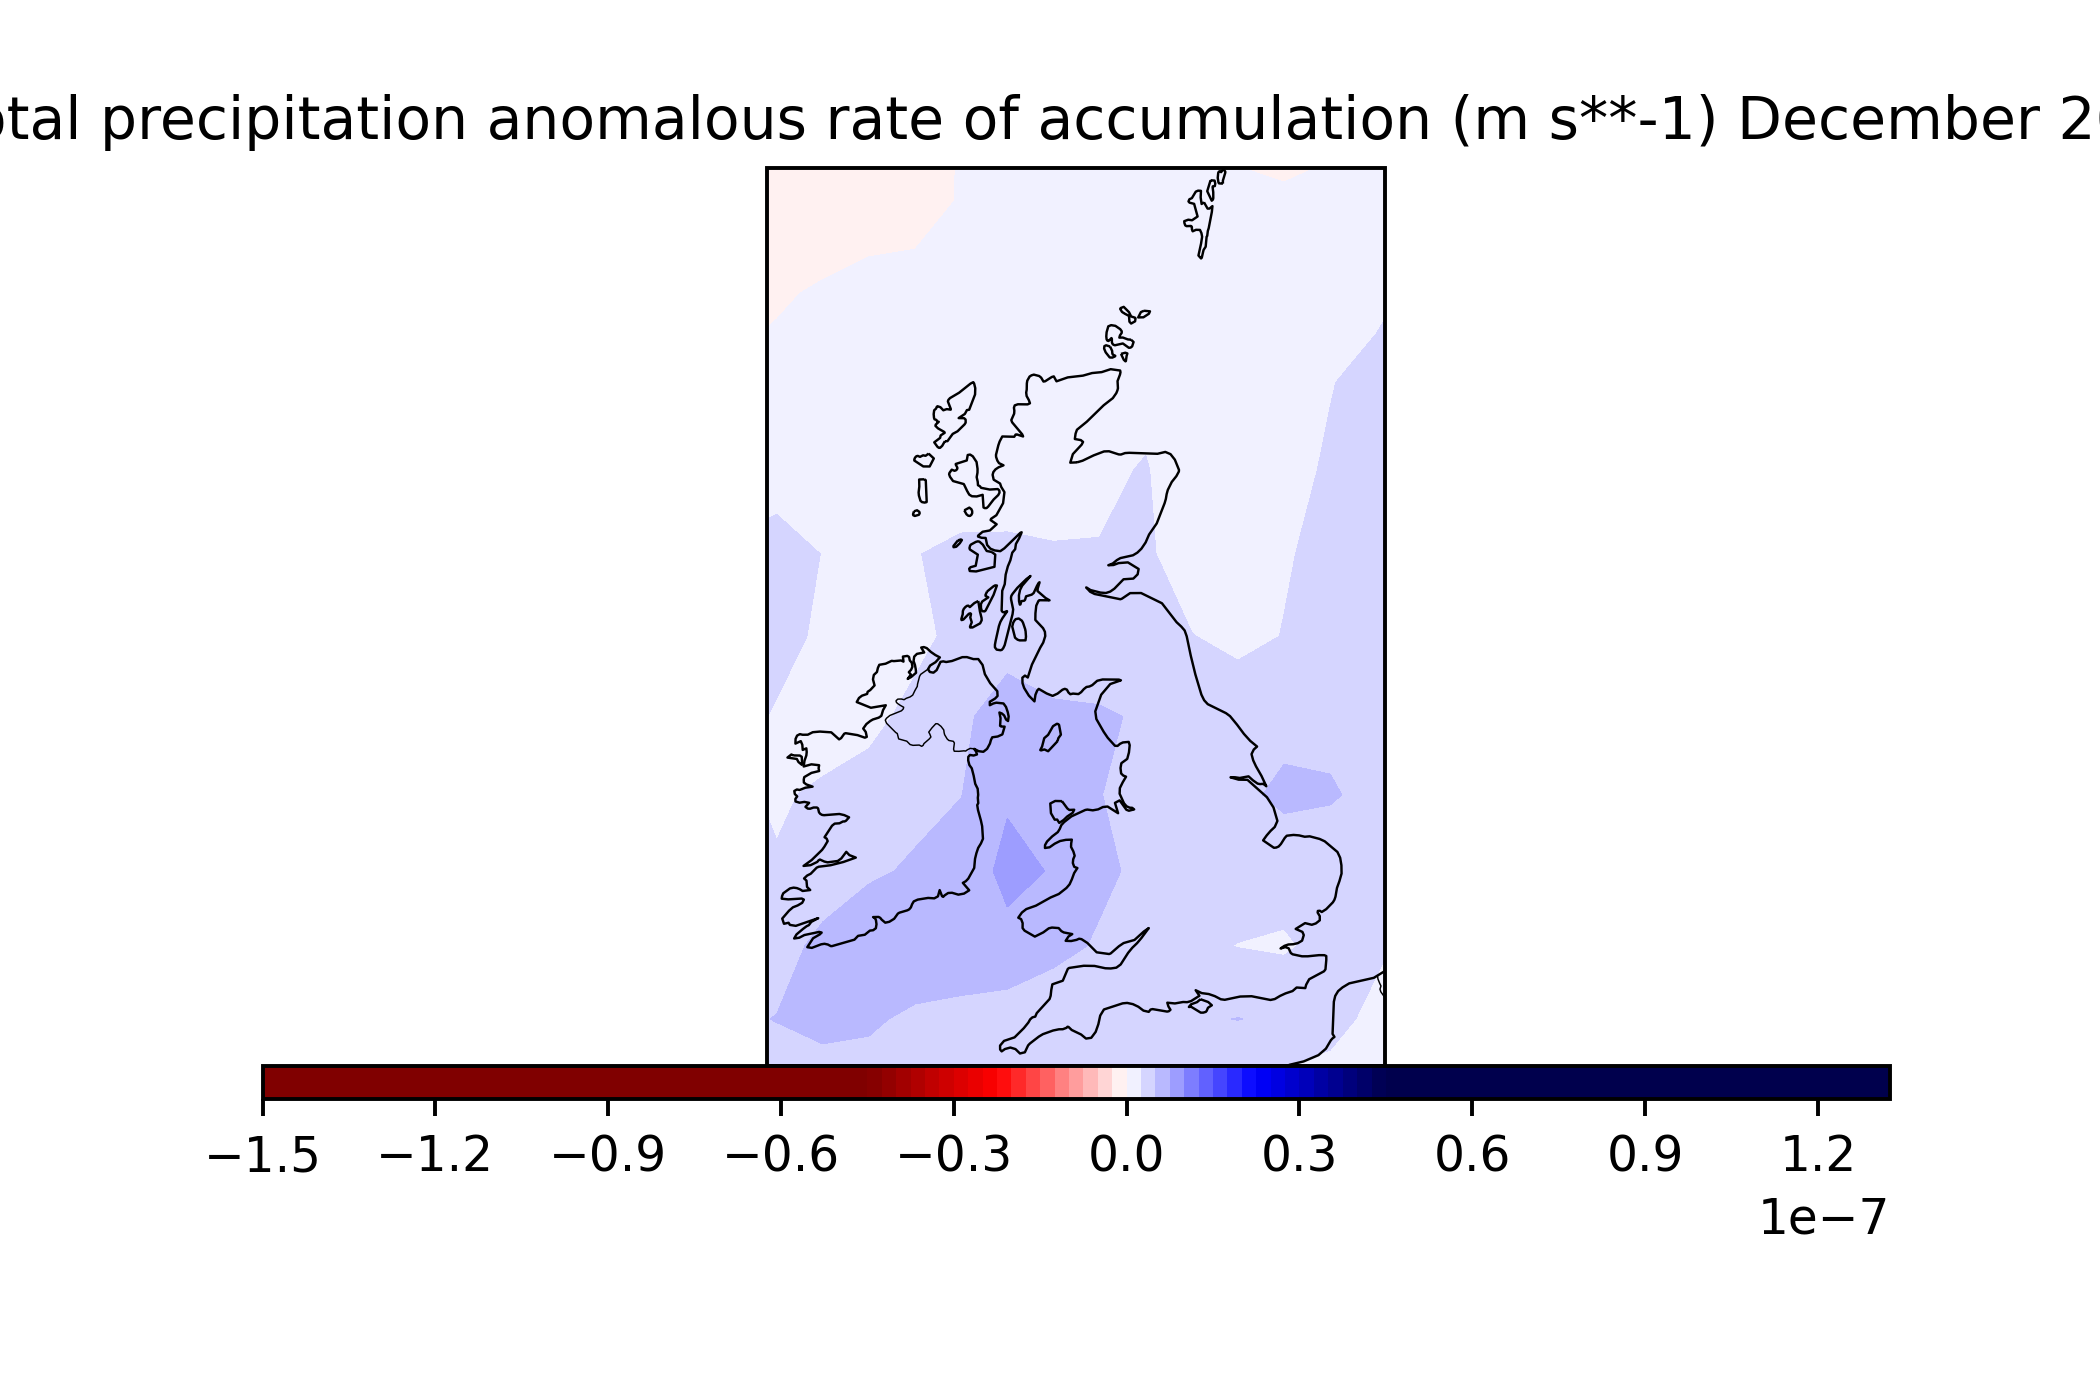 otal precipitation anomalous rate of accumulation (m s**-1) December 20
−1.5 −1.2 −0.9 −0.6 −0.3 0.0 0.3 0.6 0.9 1.2
1e−7